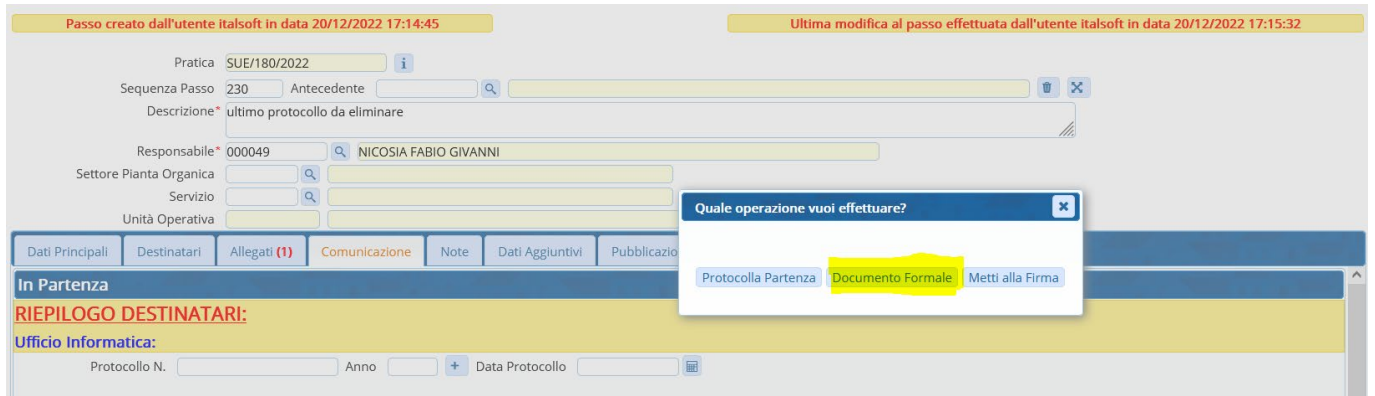 Passo creato dall'utente italsoft in data 20/12/2022 17:14:45
Ultima modifica al passo effettuata dall'utente italsoft in data 20/12/2022 17:15:32
Pratica SUE/180/2022 i
Sequenza Passo 230 Antecedente
Descrizione* ultimo protocollo da eliminare
Responsabile* 000049 NICOSIA FABIO GIVANNI
Settore Pianta Organica
Servizio
Unità Operativa
Quale operazione vuoi effettuare?
Protocolla Partenza Documento Formale Metti alla Firma
Dati Principali Destinatari Allegati (1) Comunicazione Note Dati Aggiuntivi Pubblicazio
In Partenza
RIEPILOGO DESTINATARI:
Ufficio Informatica:
Protocollo N. Anno + Data Protocollo